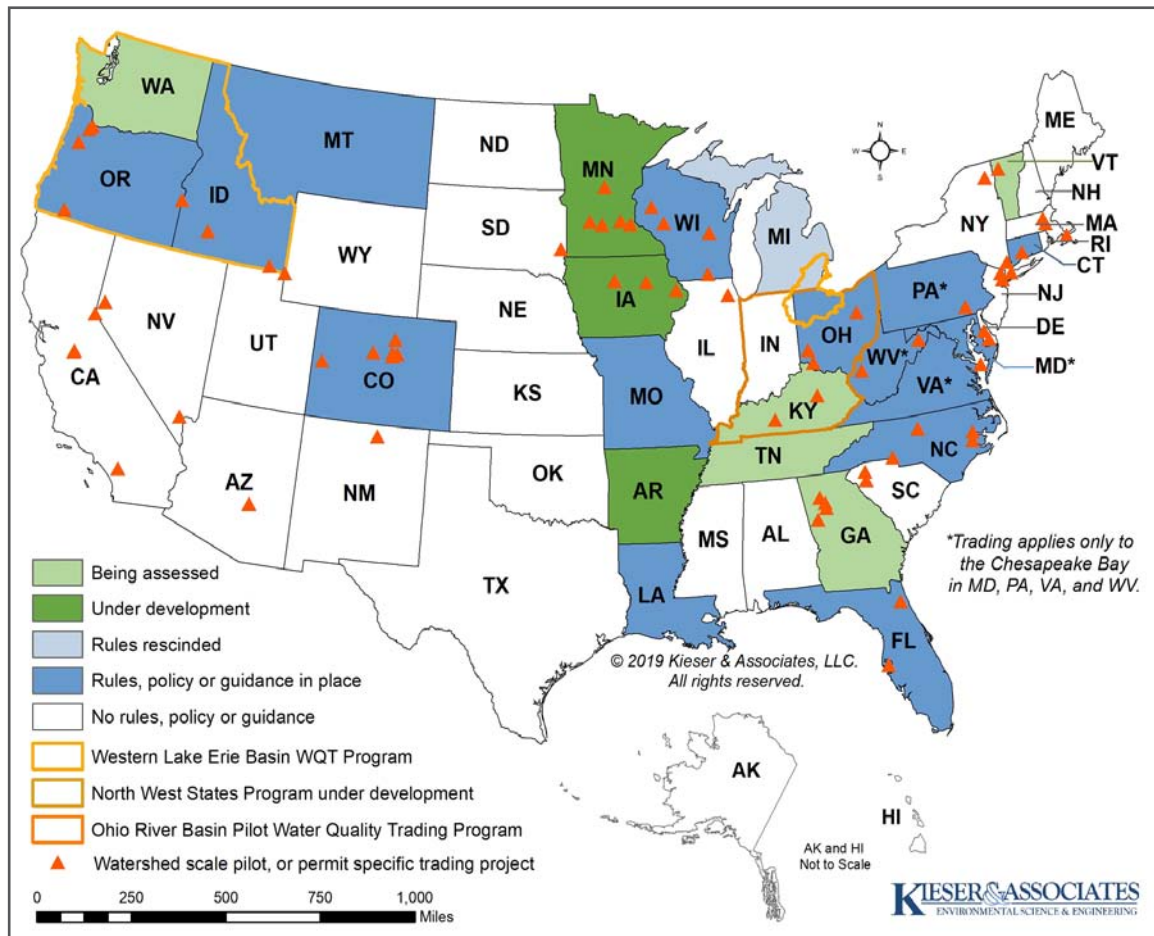 WA
MT
ND
MN
ME
VT
NH
MA
RI
CT
OR
ID
SD
WI
MI
NY
WY
IA
PA*
NJ
NE
DE
NV
UT
IL
IN
OH
WV*
MD*
CA
CO
KS
MO
VA*
KY
NC
TN
AZ
NM
OK
AR
SC
MS
AL
GA
TX
LA
FL
N
W
E
S
*Trading applies only to
the Chesapeake Bay
in MD, PA, VA, and WV.
© 2019 Kieser & Associates, LLC.
All rights reserved.
Being assessed
Under development
Rules rescinded
Rules, policy or guidance in place
No rules, policy or guidance
Western Lake Erie Basin WQT Program
North West States Program under development
Ohio River Basin Pilot Water Quality Trading Program
Watershed scale pilot, or permit specific trading project
0 250 500 1,000
Miles
AK
HI
AK and HI
Not to Scale
KIESER & ASSOCIATES
ENVIRONMENTAL SCIENCE & ENGINEERING